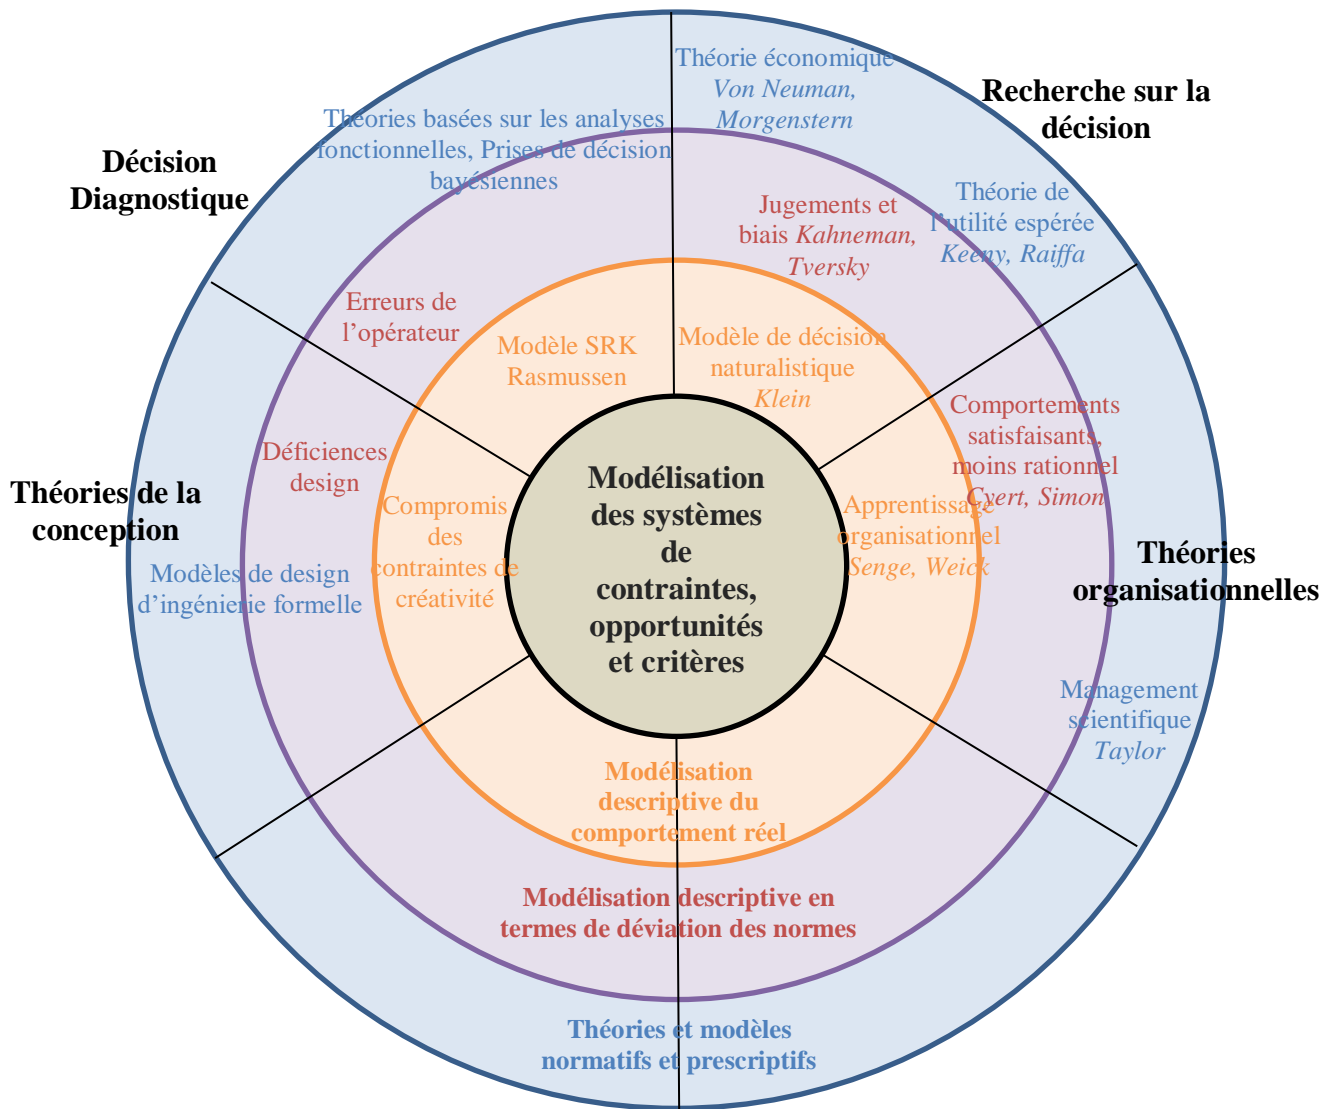 Théorie économique
Von Neuman,
Morgenstern
Recherche sur la
décision
Théories basées sur les analyses
fonctionnelles, Prises de décision
bayésiennes
Décision
Diagnostique
Théorie de
l’utilité espérée
Keeny, Raiffa
Jugements et
biais Kahneman,
Tversky
Erreurs de
l’opérateur
Modèle SRK
Rasmussen
Modèle de décision
naturalistique
Klein
Comportements
satisfaisants,
moins rationnel
Cyert, Simon
Déficiences
design
Théories de la
conception
Modèles de design
d’ingénierie formelle
Compromis
des
contraintes de
créativité
Modélisation
des systèmes
de
contraintes,
opportunités
et critères
Apprentissage
organisationnel
Senge, Weick
Théories
organisationnelles
Management
scientifique
Taylor
Modélisation
descriptive du
comportement réel
Modélisation descriptive en
termes de déviation des normes
Théories et modèles
normatifs et prescriptifs